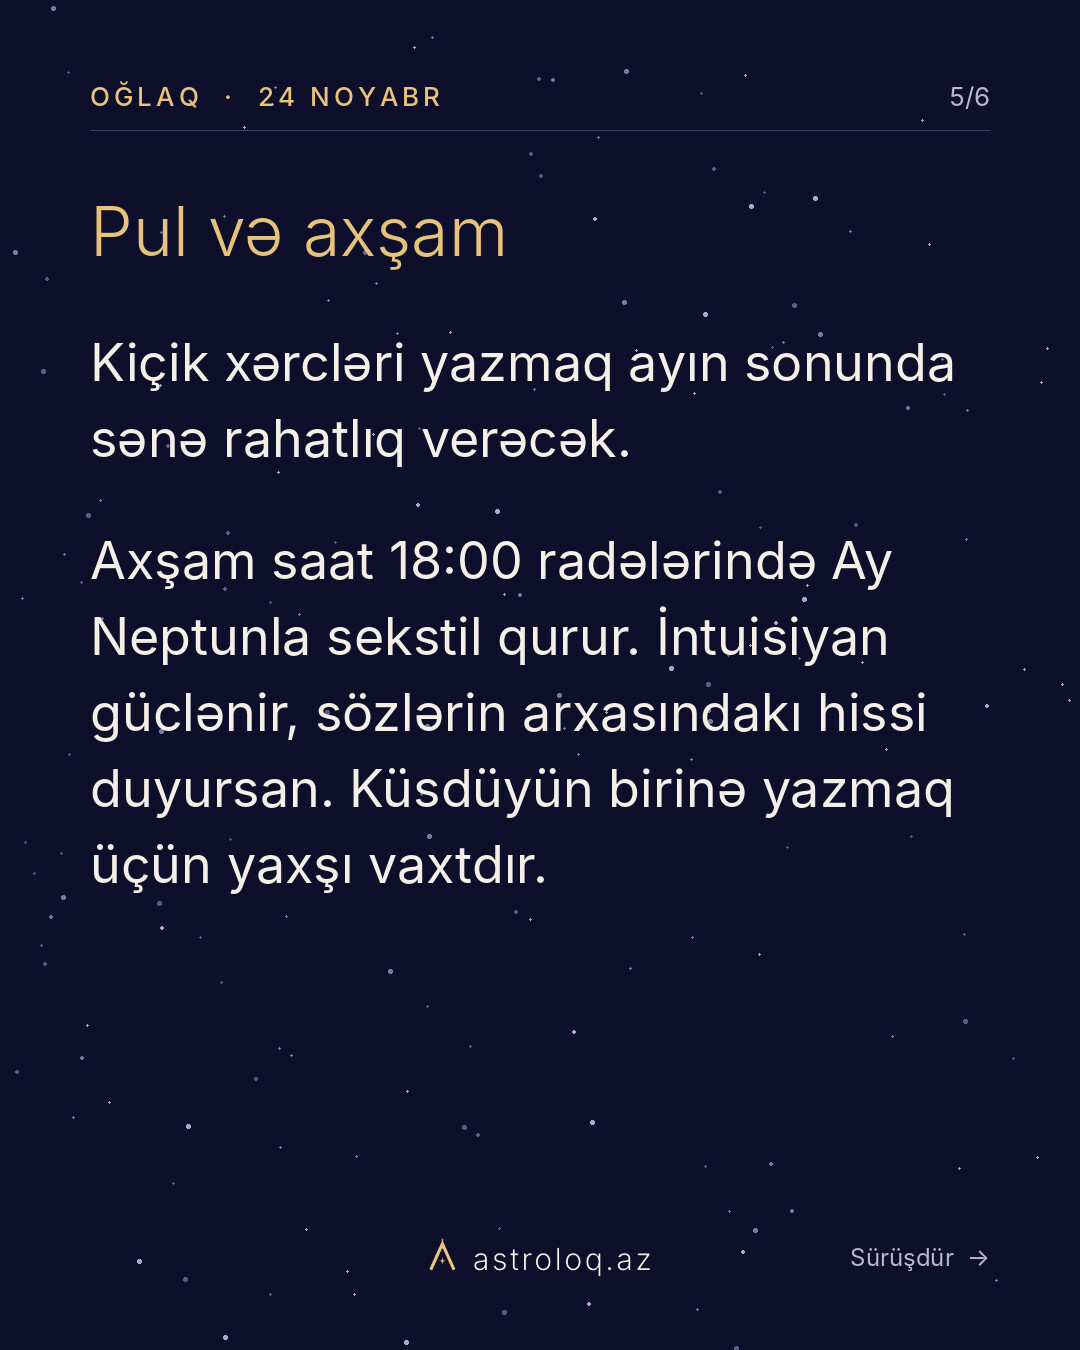 OĞLAQ · 24 NOYABR
5/6
Pul və axşam
Kiçik xərcləri yazmaq ayın sonunda
sənə rahatlıq verəcək.
Axşam saat 18:00 radələrində Ay
Neptunla sekstil qurur. İntuisiyan
güclənir, sözlərin arxasındakı hissi
duyursan. Küsdüyün birinə yazmaq
üçün yaxşı vaxtdır.
astroloq.az
Sürüşdür →